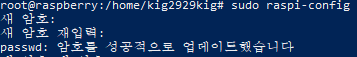 root@raspberry:/home/kig2929kig# sudo raspi-config
새 암호:
새 암호 재입력:
passwd: 암호를 성공적으로 업데이트했습니다